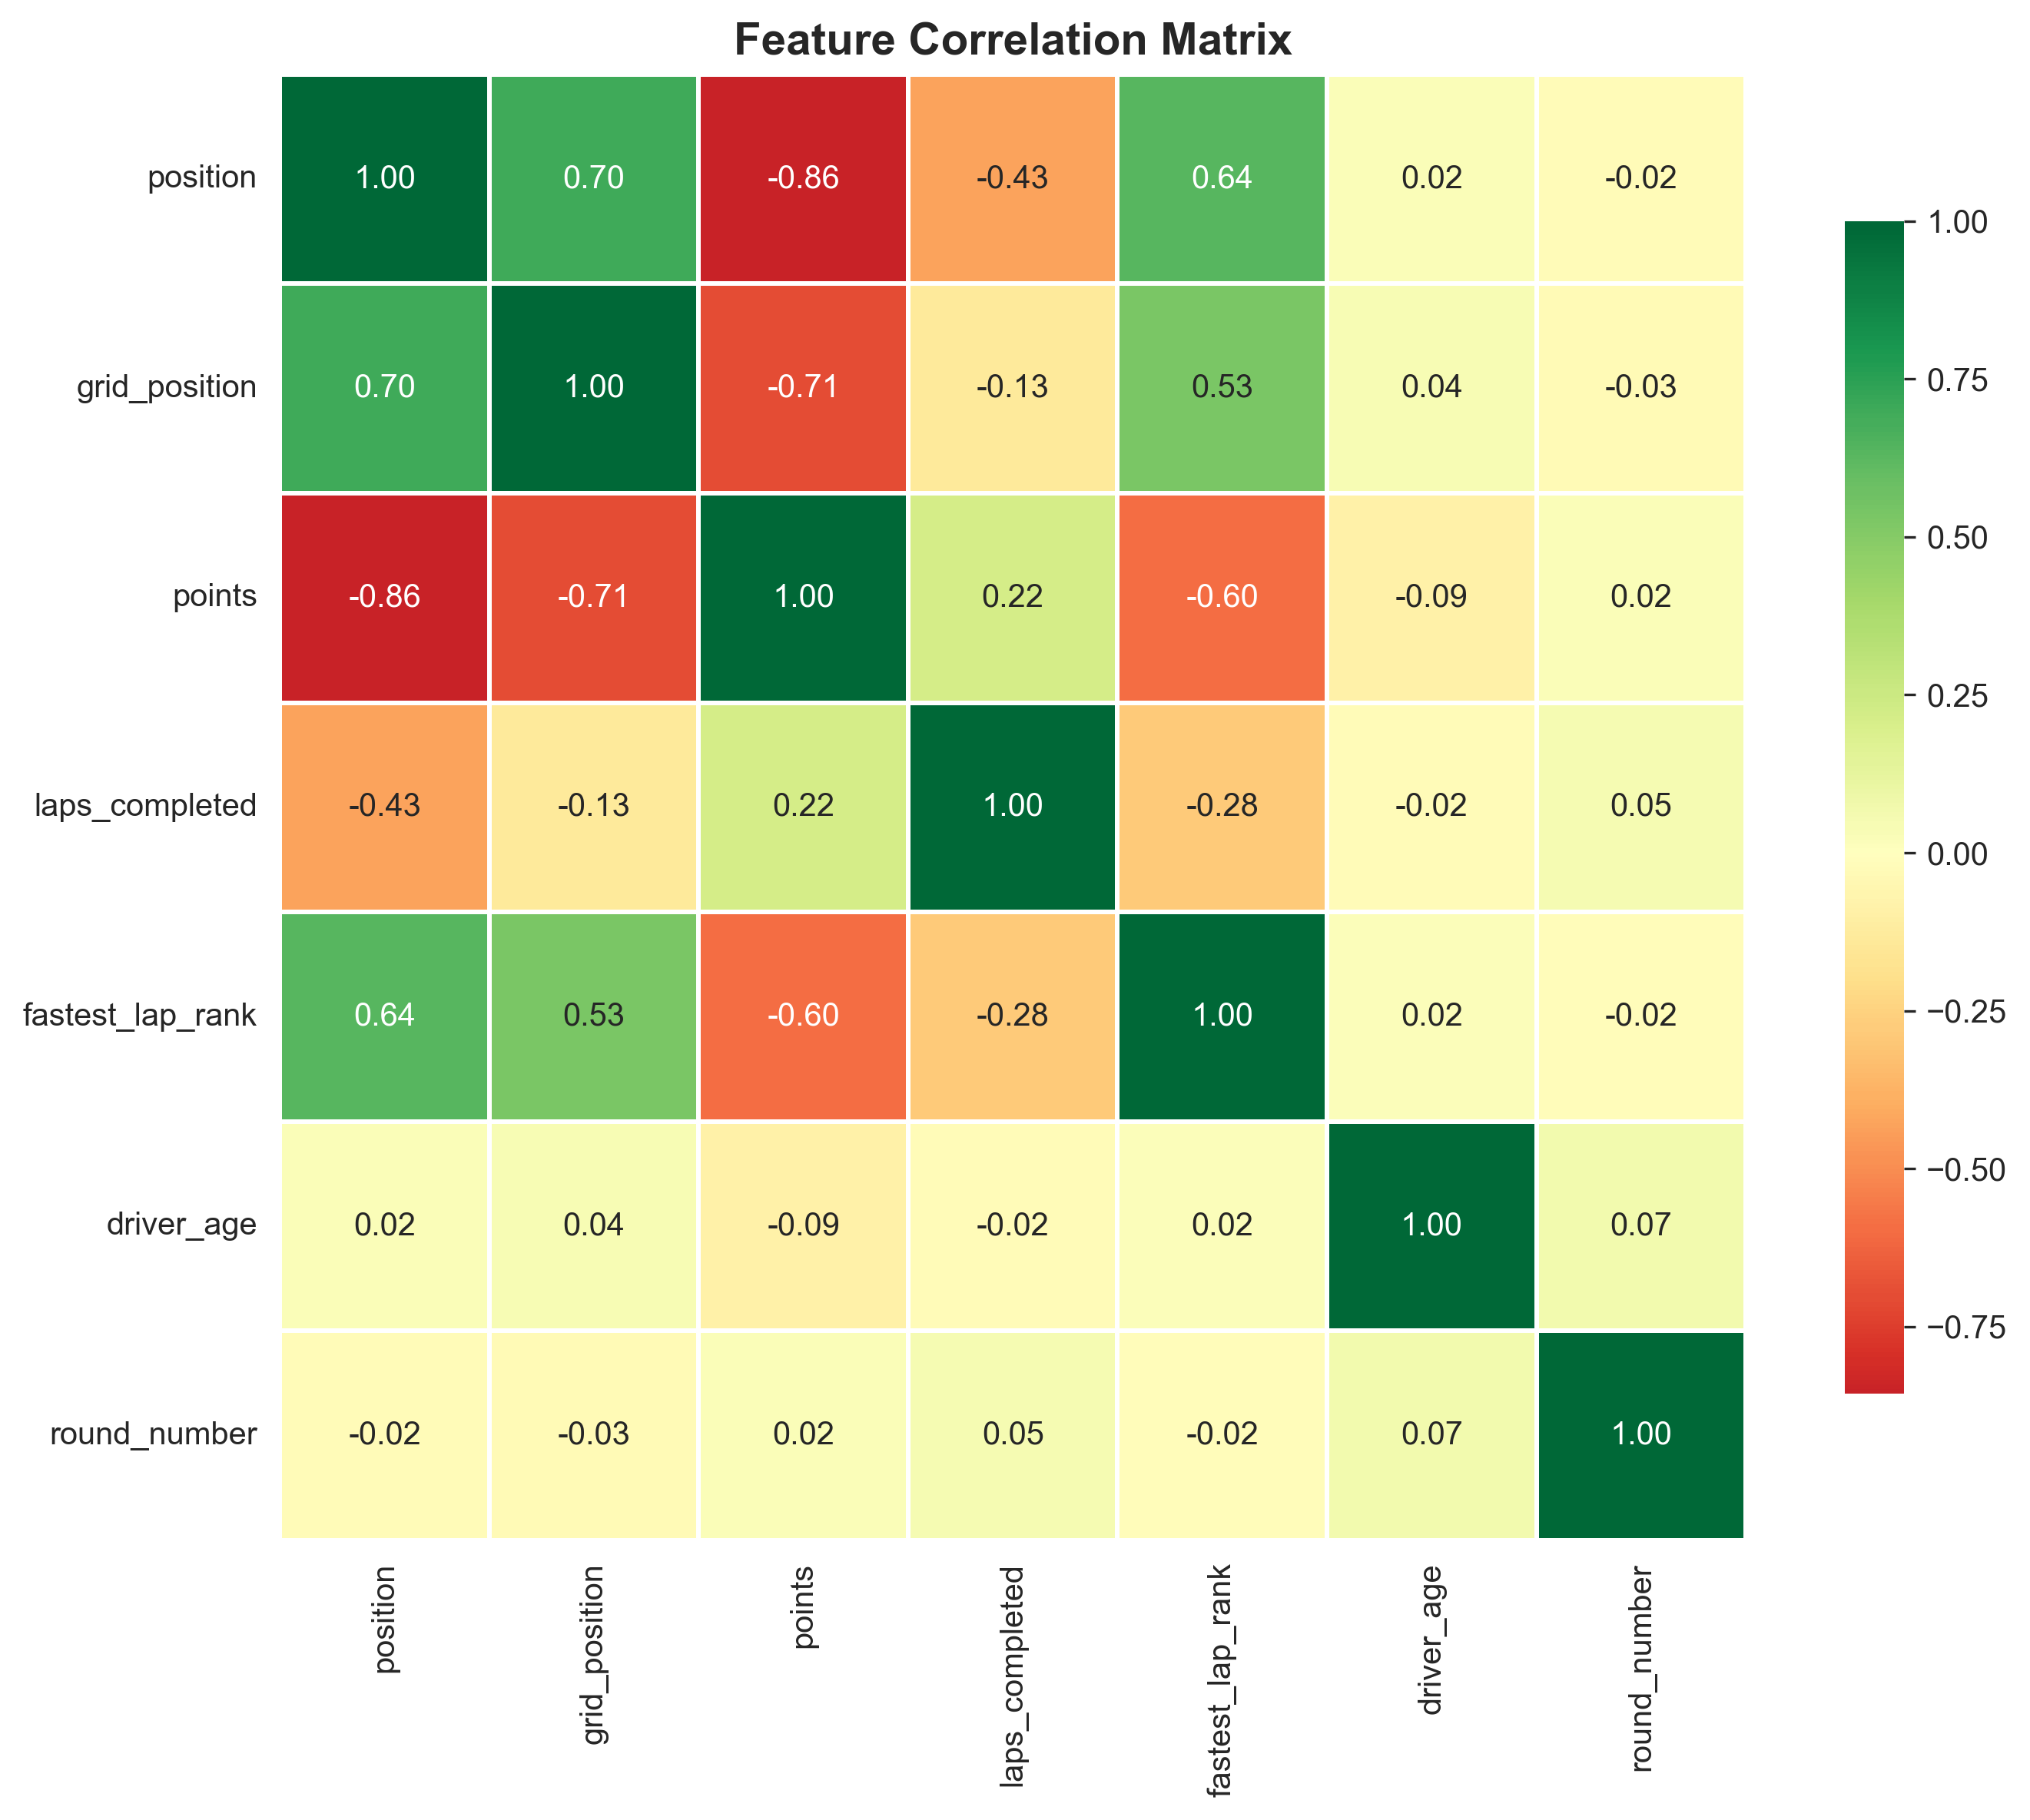 Feature Correlation Matrix
position 1.00 0.70 -0.86 -0.43 0.64 0.02 -0.02
grid_position 0.70 1.00 -0.71 -0.13 0.53 0.04 -0.03
points -0.86 -0.71 1.00 0.22 -0.60 -0.09 0.02
laps_completed -0.43 -0.13 0.22 1.00 -0.28 -0.02 0.05
fastest_lap_rank 0.64 0.53 -0.60 -0.28 1.00 0.02 -0.02
driver_age 0.02 0.04 -0.09 -0.02 0.02 1.00 0.07
round_number -0.02 -0.03 0.02 0.05 -0.02 0.07 1.00
position
grid_position
points
laps_completed
fastest_lap_rank
driver_age
round_number
1.00
0.75
0.50
0.25
0.00
−0.25
−0.50
−0.75